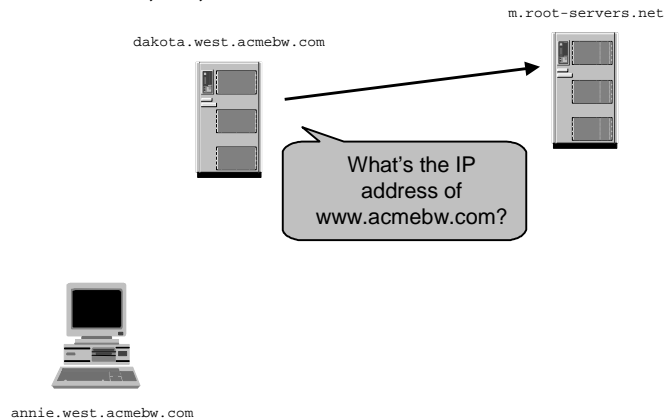 m.root-servers.net
dakota.west.acmebw.com
What's the IP
address of
www.acmebw.com?
annie.west.acmebw.com